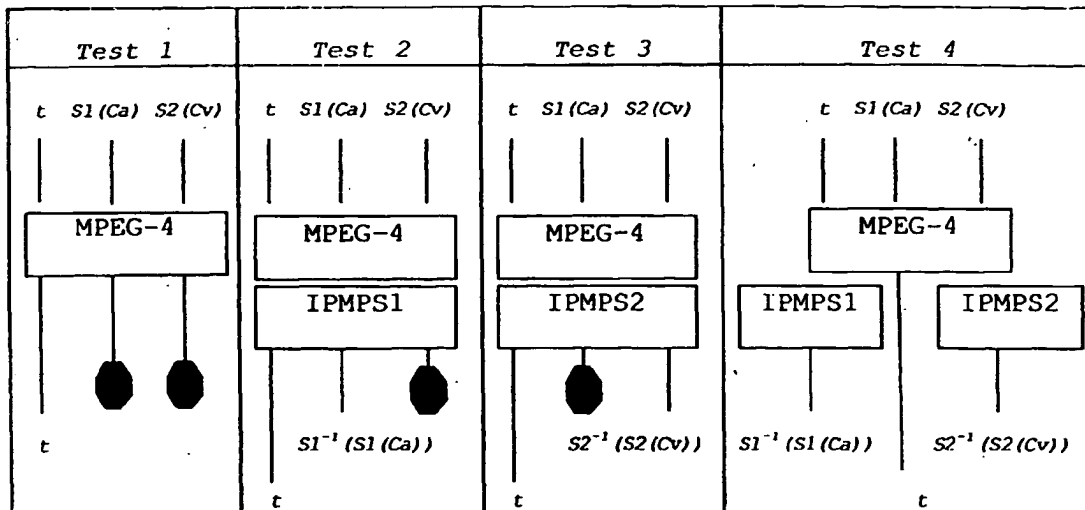 Test 1 Test 2 Test 3 Test 4
t S1(Ca) S2(Cv) t S1(Ca) S2(Cv) t S1(Ca) S2(Cv) t S1(Ca) S2(Cv)
MPEG-4 MPEG-4 MPEG-4 MPEG-4
IPMPS1 IPMPS2 IPMPS1 IPMPS2
t S1⁻¹(S1(Ca)) S2⁻¹(S2(Cv)) S1⁻¹(S1(Ca)) S2⁻¹(S2(Cv))
t t t